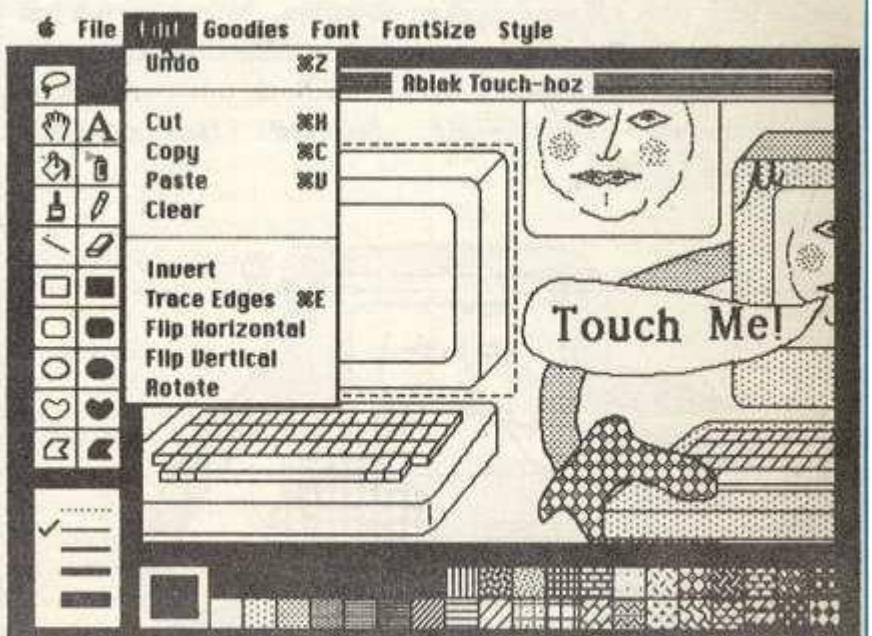 File Edit Goodies Font FontSize Style
Undo ⌘Z
Cut ⌘X
Copy ⌘C
Paste ⌘V
Clear
Invert
Trace Edges ⌘E
Flip Horizontal
Flip Vertical
Rotate
Ablak Touch-hoz
A
Touch Me!